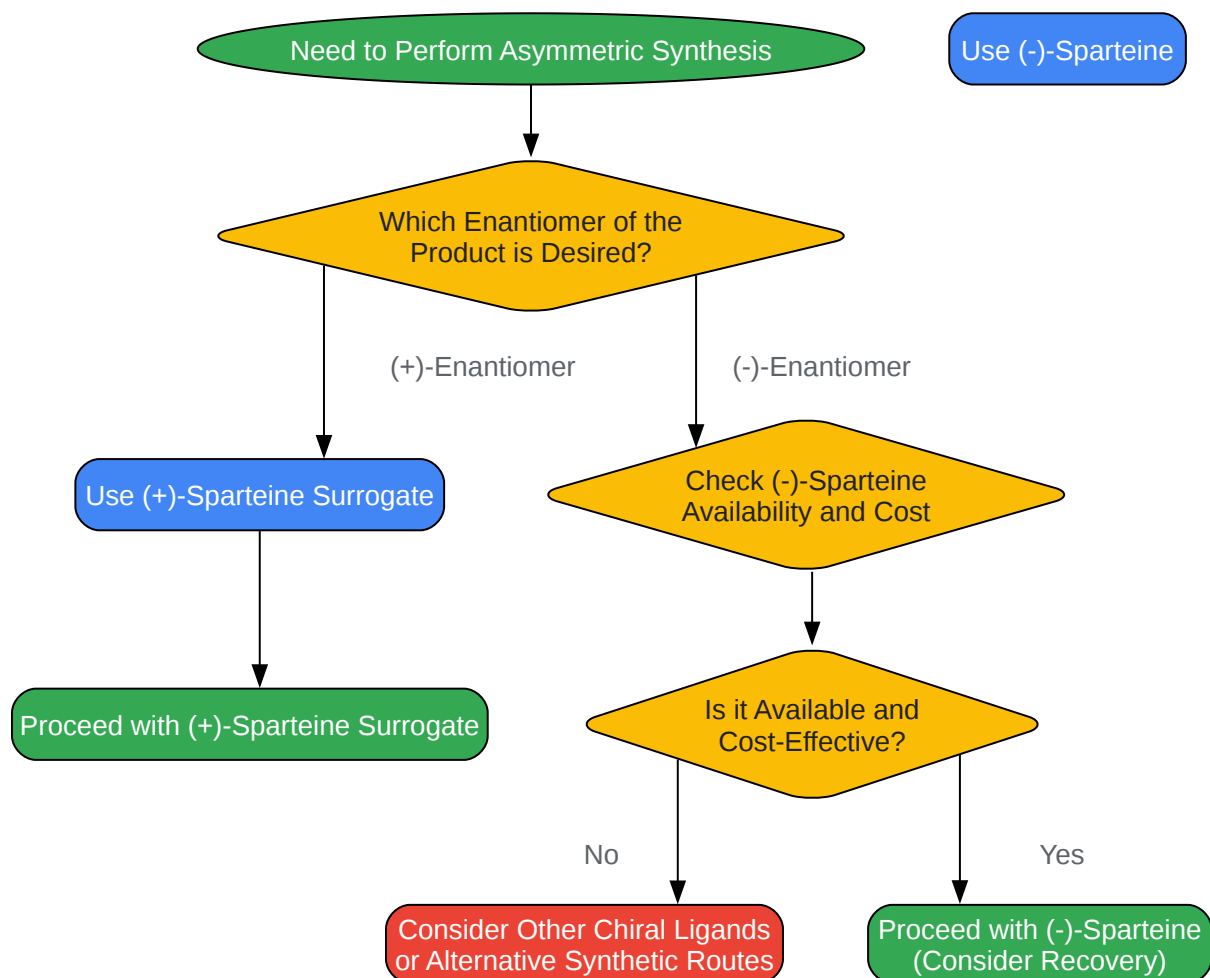 Need to Perform Asymmetric Synthesis
Use (-)-Sparteine
Which Enantiomer of the
Product is Desired?
(+)-Enantiomer
(-)-Enantiomer
Use (+)-Sparteine Surrogate
Check (-)-Sparteine
Availability and Cost
Proceed with (+)-Sparteine Surrogate
Is it Available and
Cost-Effective?
No
Yes
Consider Other Chiral Ligands
or Alternative Synthetic Routes
Proceed with (-)-Sparteine
(Consider Recovery)